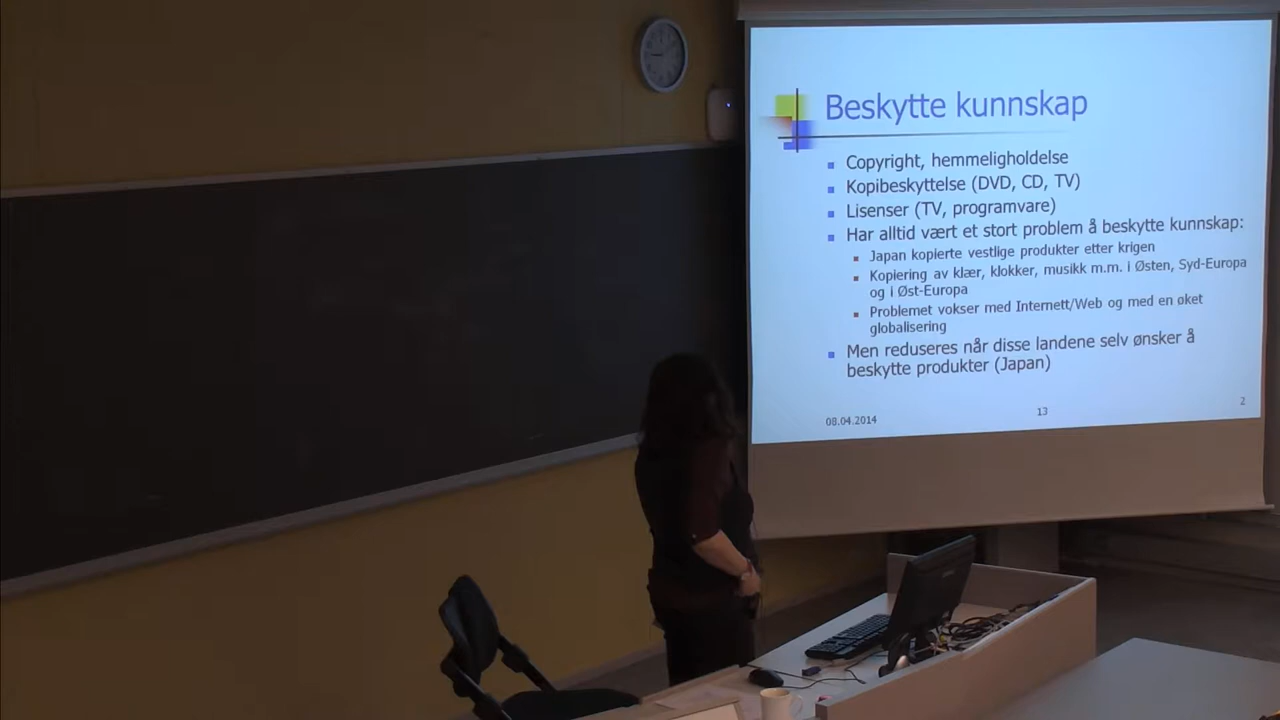 Beskytte kunnskap
Copyright, hemmeligholdelse
Kopibeskyttelse (DVD, CD, TV)
Lisenser (TV, programvare)
Har alltid vært et stort problem å beskytte kunnskap:
Japan kopierte vestlige produkter etter krigen
Kopiering av klær, klokker, musikk m.m. i Østen, Syd-Europa
og i Øst-Europa
Problemet vokser med Internett/Web og med en øket
globalisering
Men reduseres når disse landene selv ønsker å
beskytte produkter (Japan)
08.04.2014
13
2